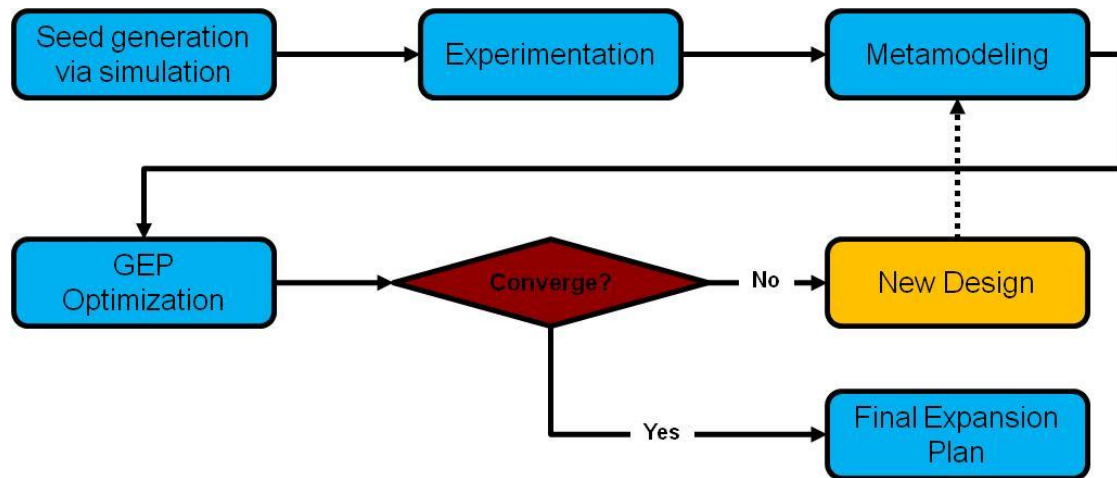 Seed generation
via simulation
Experimentation
Metamodeling
GEP
Optimization
Converge?
No
New Design
Yes
Final Expansion
Plan